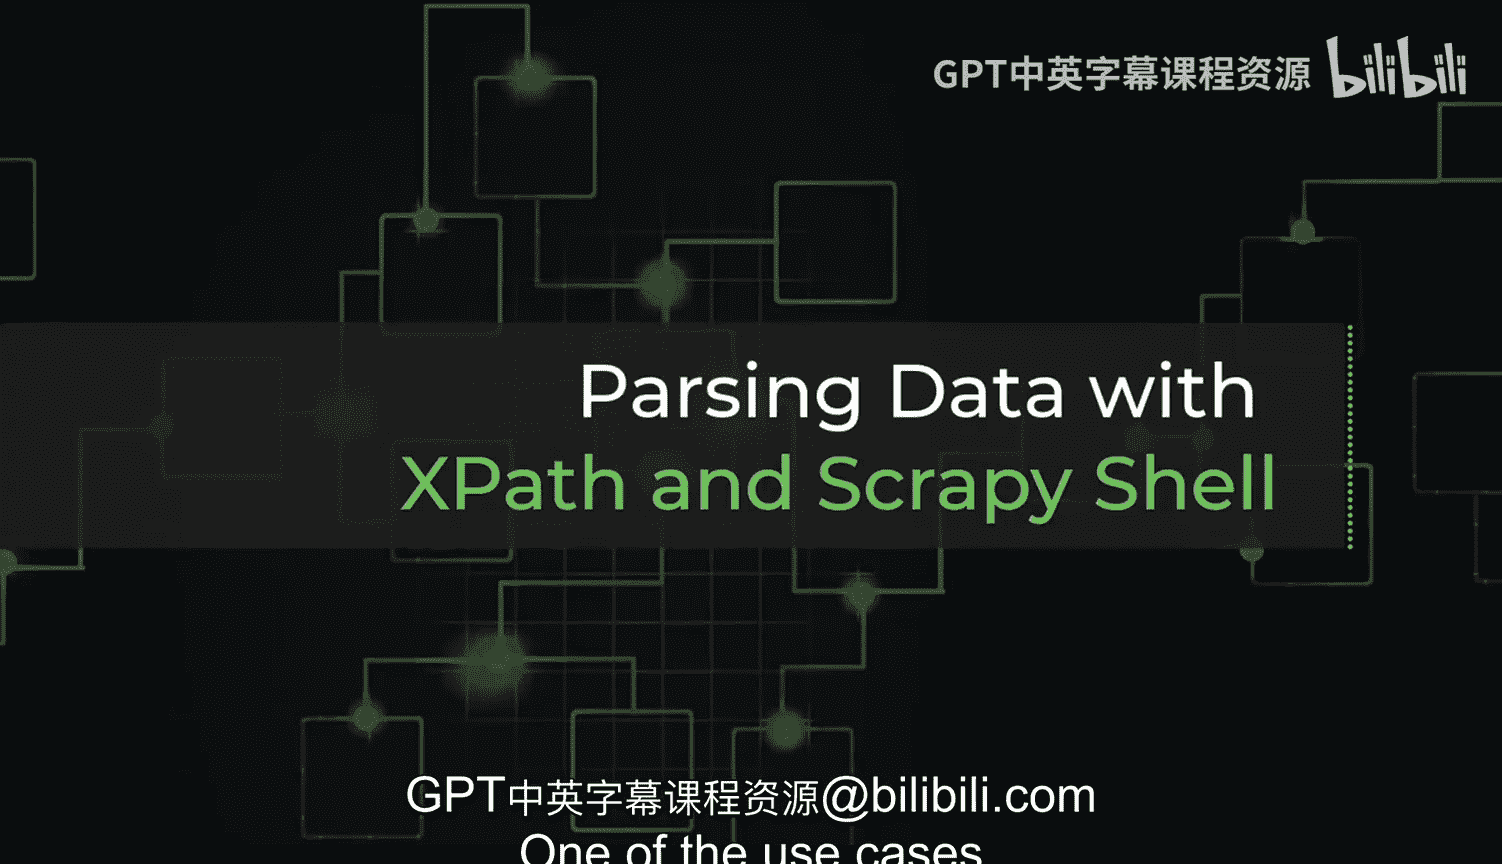 GPT中英字幕课程资源 bilibili
Parsing Data with
XPath and Scrapy Shell
GPT中英字幕课程资源@bilibili.com
One of the use cases